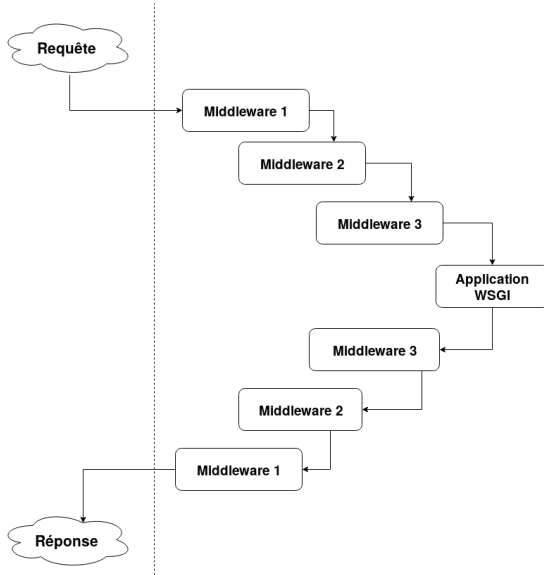 Requête
Middleware 1
Middleware 2
Middleware 3
Application
WSGI
Middleware 3
Middleware 2
Middleware 1
Réponse